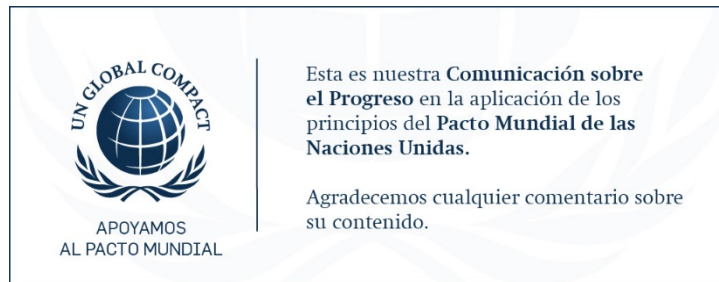 UN GLOBAL COMPACT
APOYAMOS
AL PACTO MUNDIAL
Esta es nuestra Comunicación sobre
el Progreso en la aplicación de los
principios del Pacto Mundial de las
Naciones Unidas.
Agradecemos cualquier comentario sobre
su contenido.